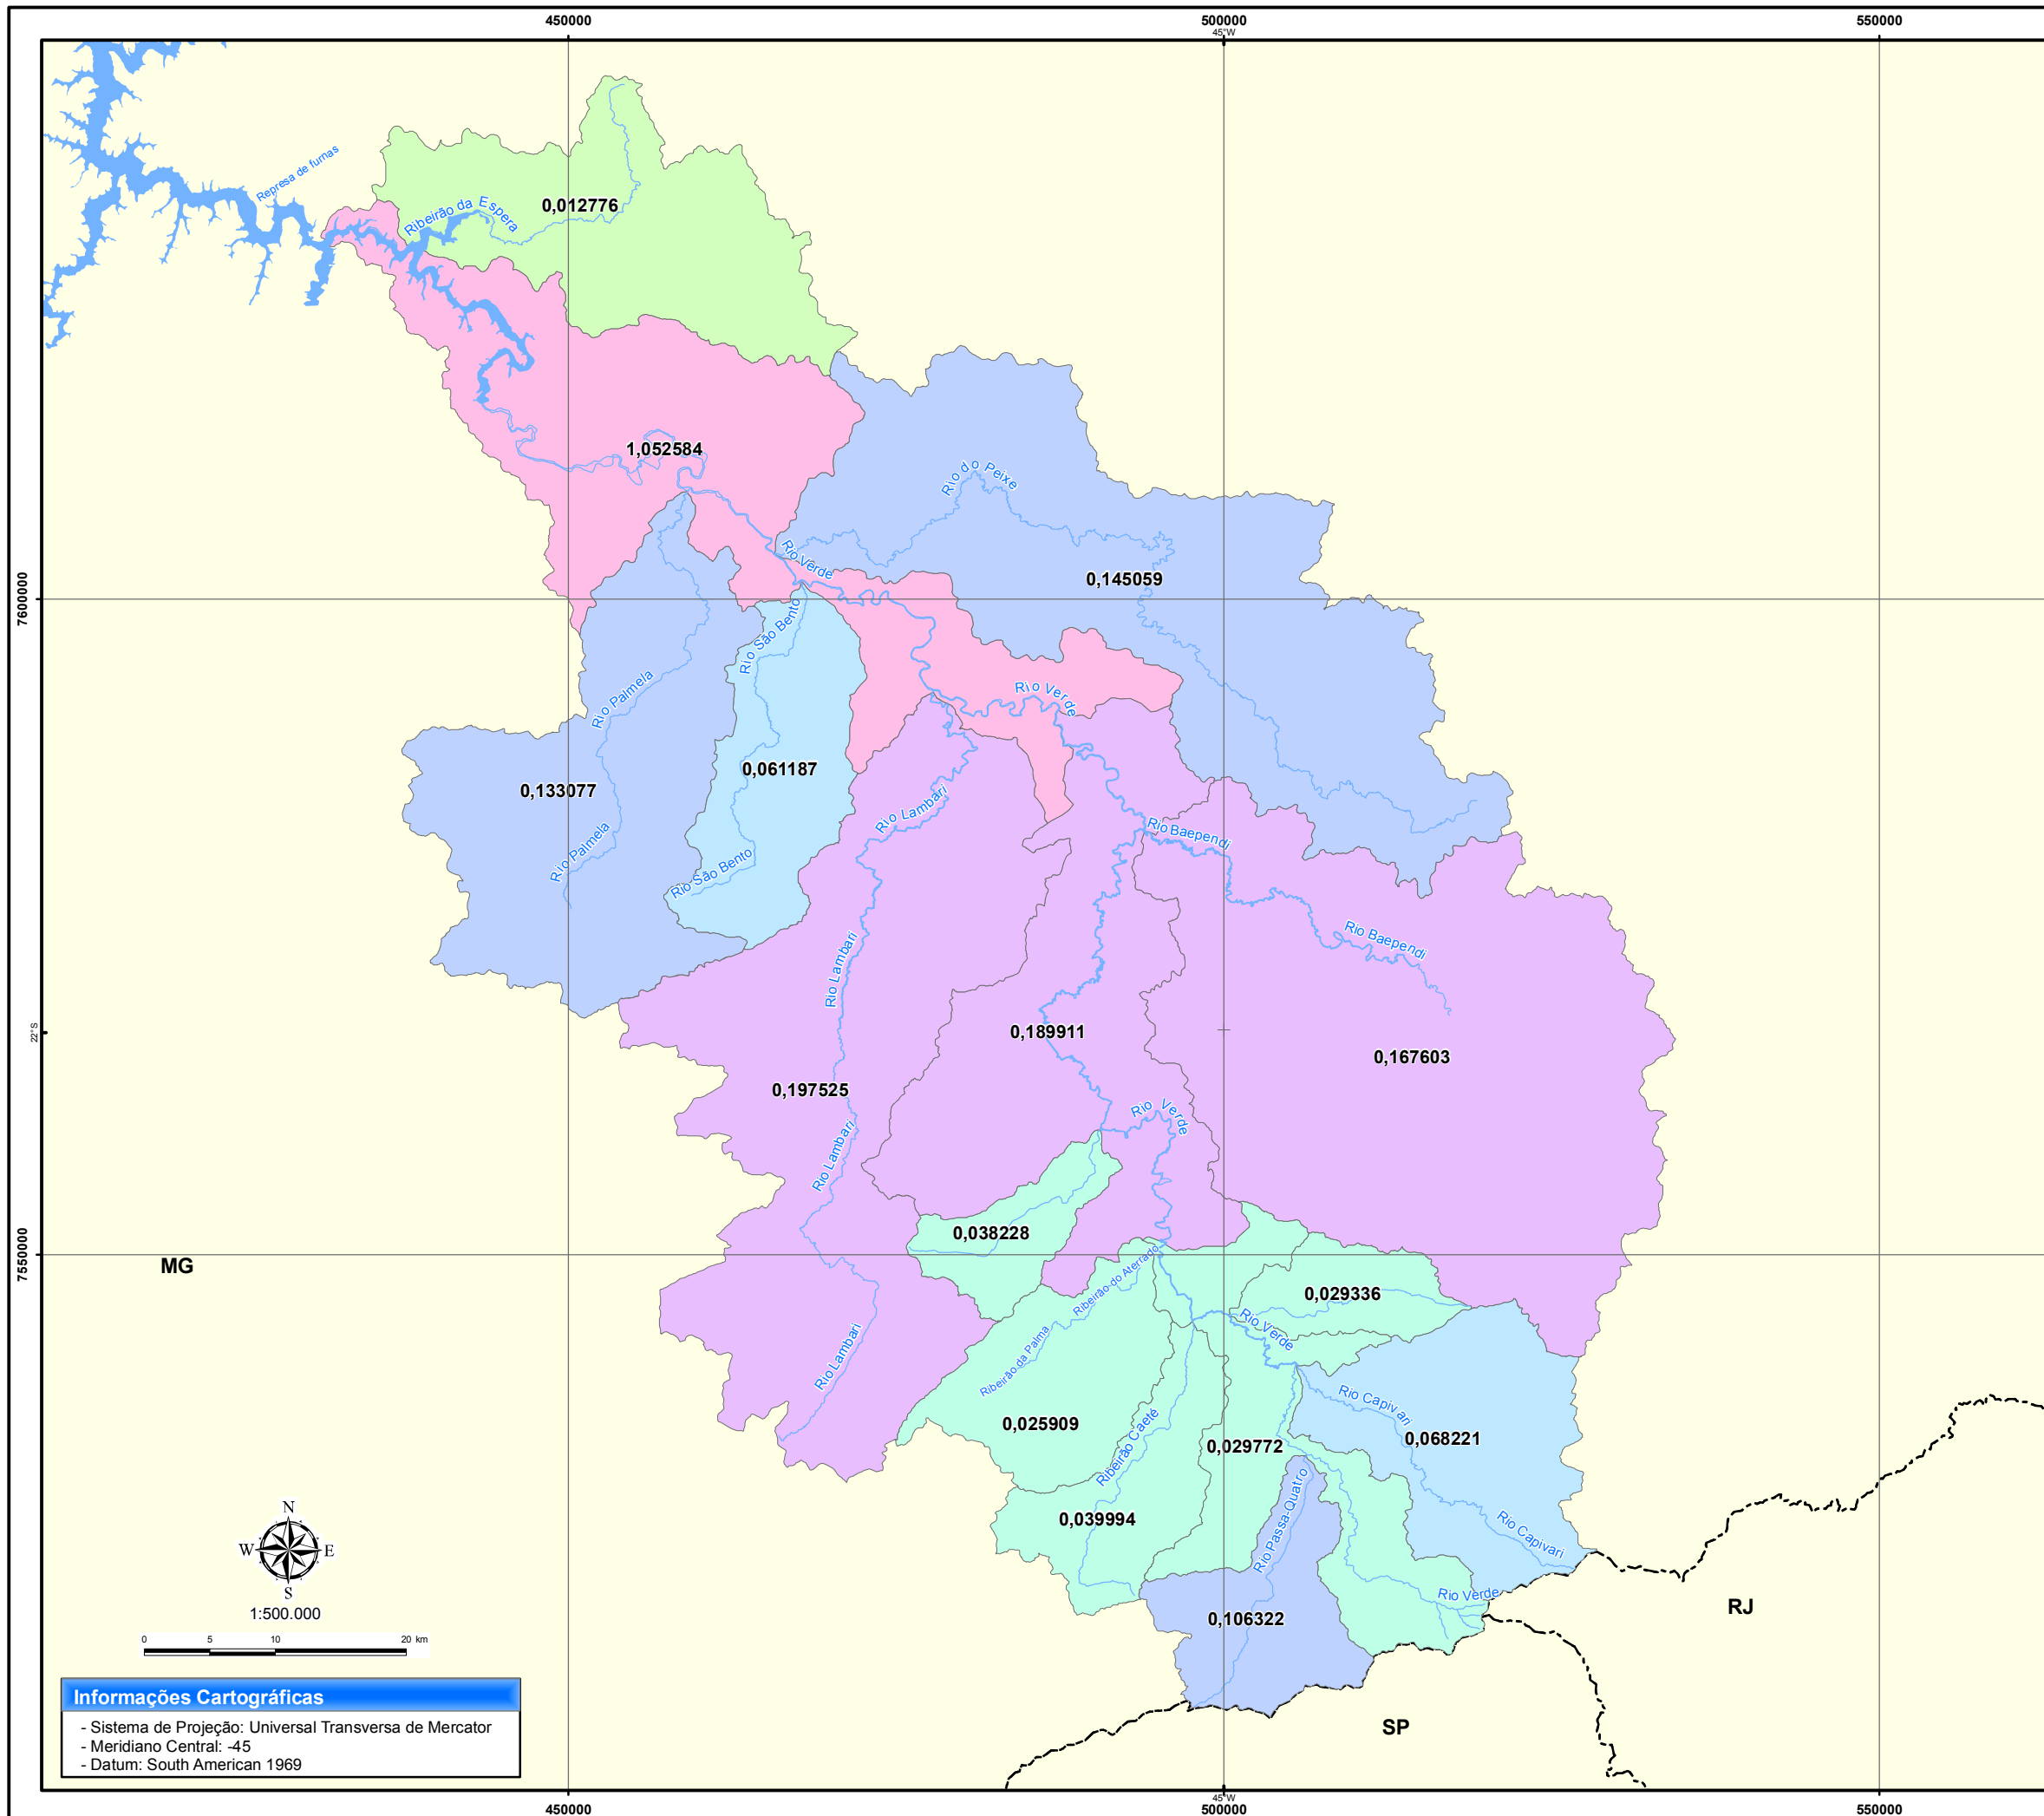 450000
500000
550000
45°W
Represa de furnas
Ribeirão da Espera
0,012776
1,052584
Rio do Peixe
Rio Verde
0,145059
7600000
Rio São Bento
Rio Palmela
Rio Verde
0,061187
0,133077
Rio Lambari
Rio Baependi
Rio Palmela
Rio São Bento
Rio Baependi
Rio Lambari
22°S
0,189911
0,167603
0,197525
Rio Verde
Rio Lambari
0,038228
7550000
MG
Ribeirão do Aterrado
0,029336
Rio Verde
Ribeirão da Palma
Rio Lambari
Rio Capivari
0,025909
0,029772
0,068221
Ribeirão Caeté
Rio Passa-Quatro
0,039994
Rio Capivari
N
W
E
S
Rio Verde
RJ
1:500.000
0,106322
0 5 10 20 km
SP
Informações Cartográficas
- Sistema de Projeção: Universal Transversa de Mercator
- Meridiano Central: -45
- Datum: South American 1969
45°W
450000
500000
550000